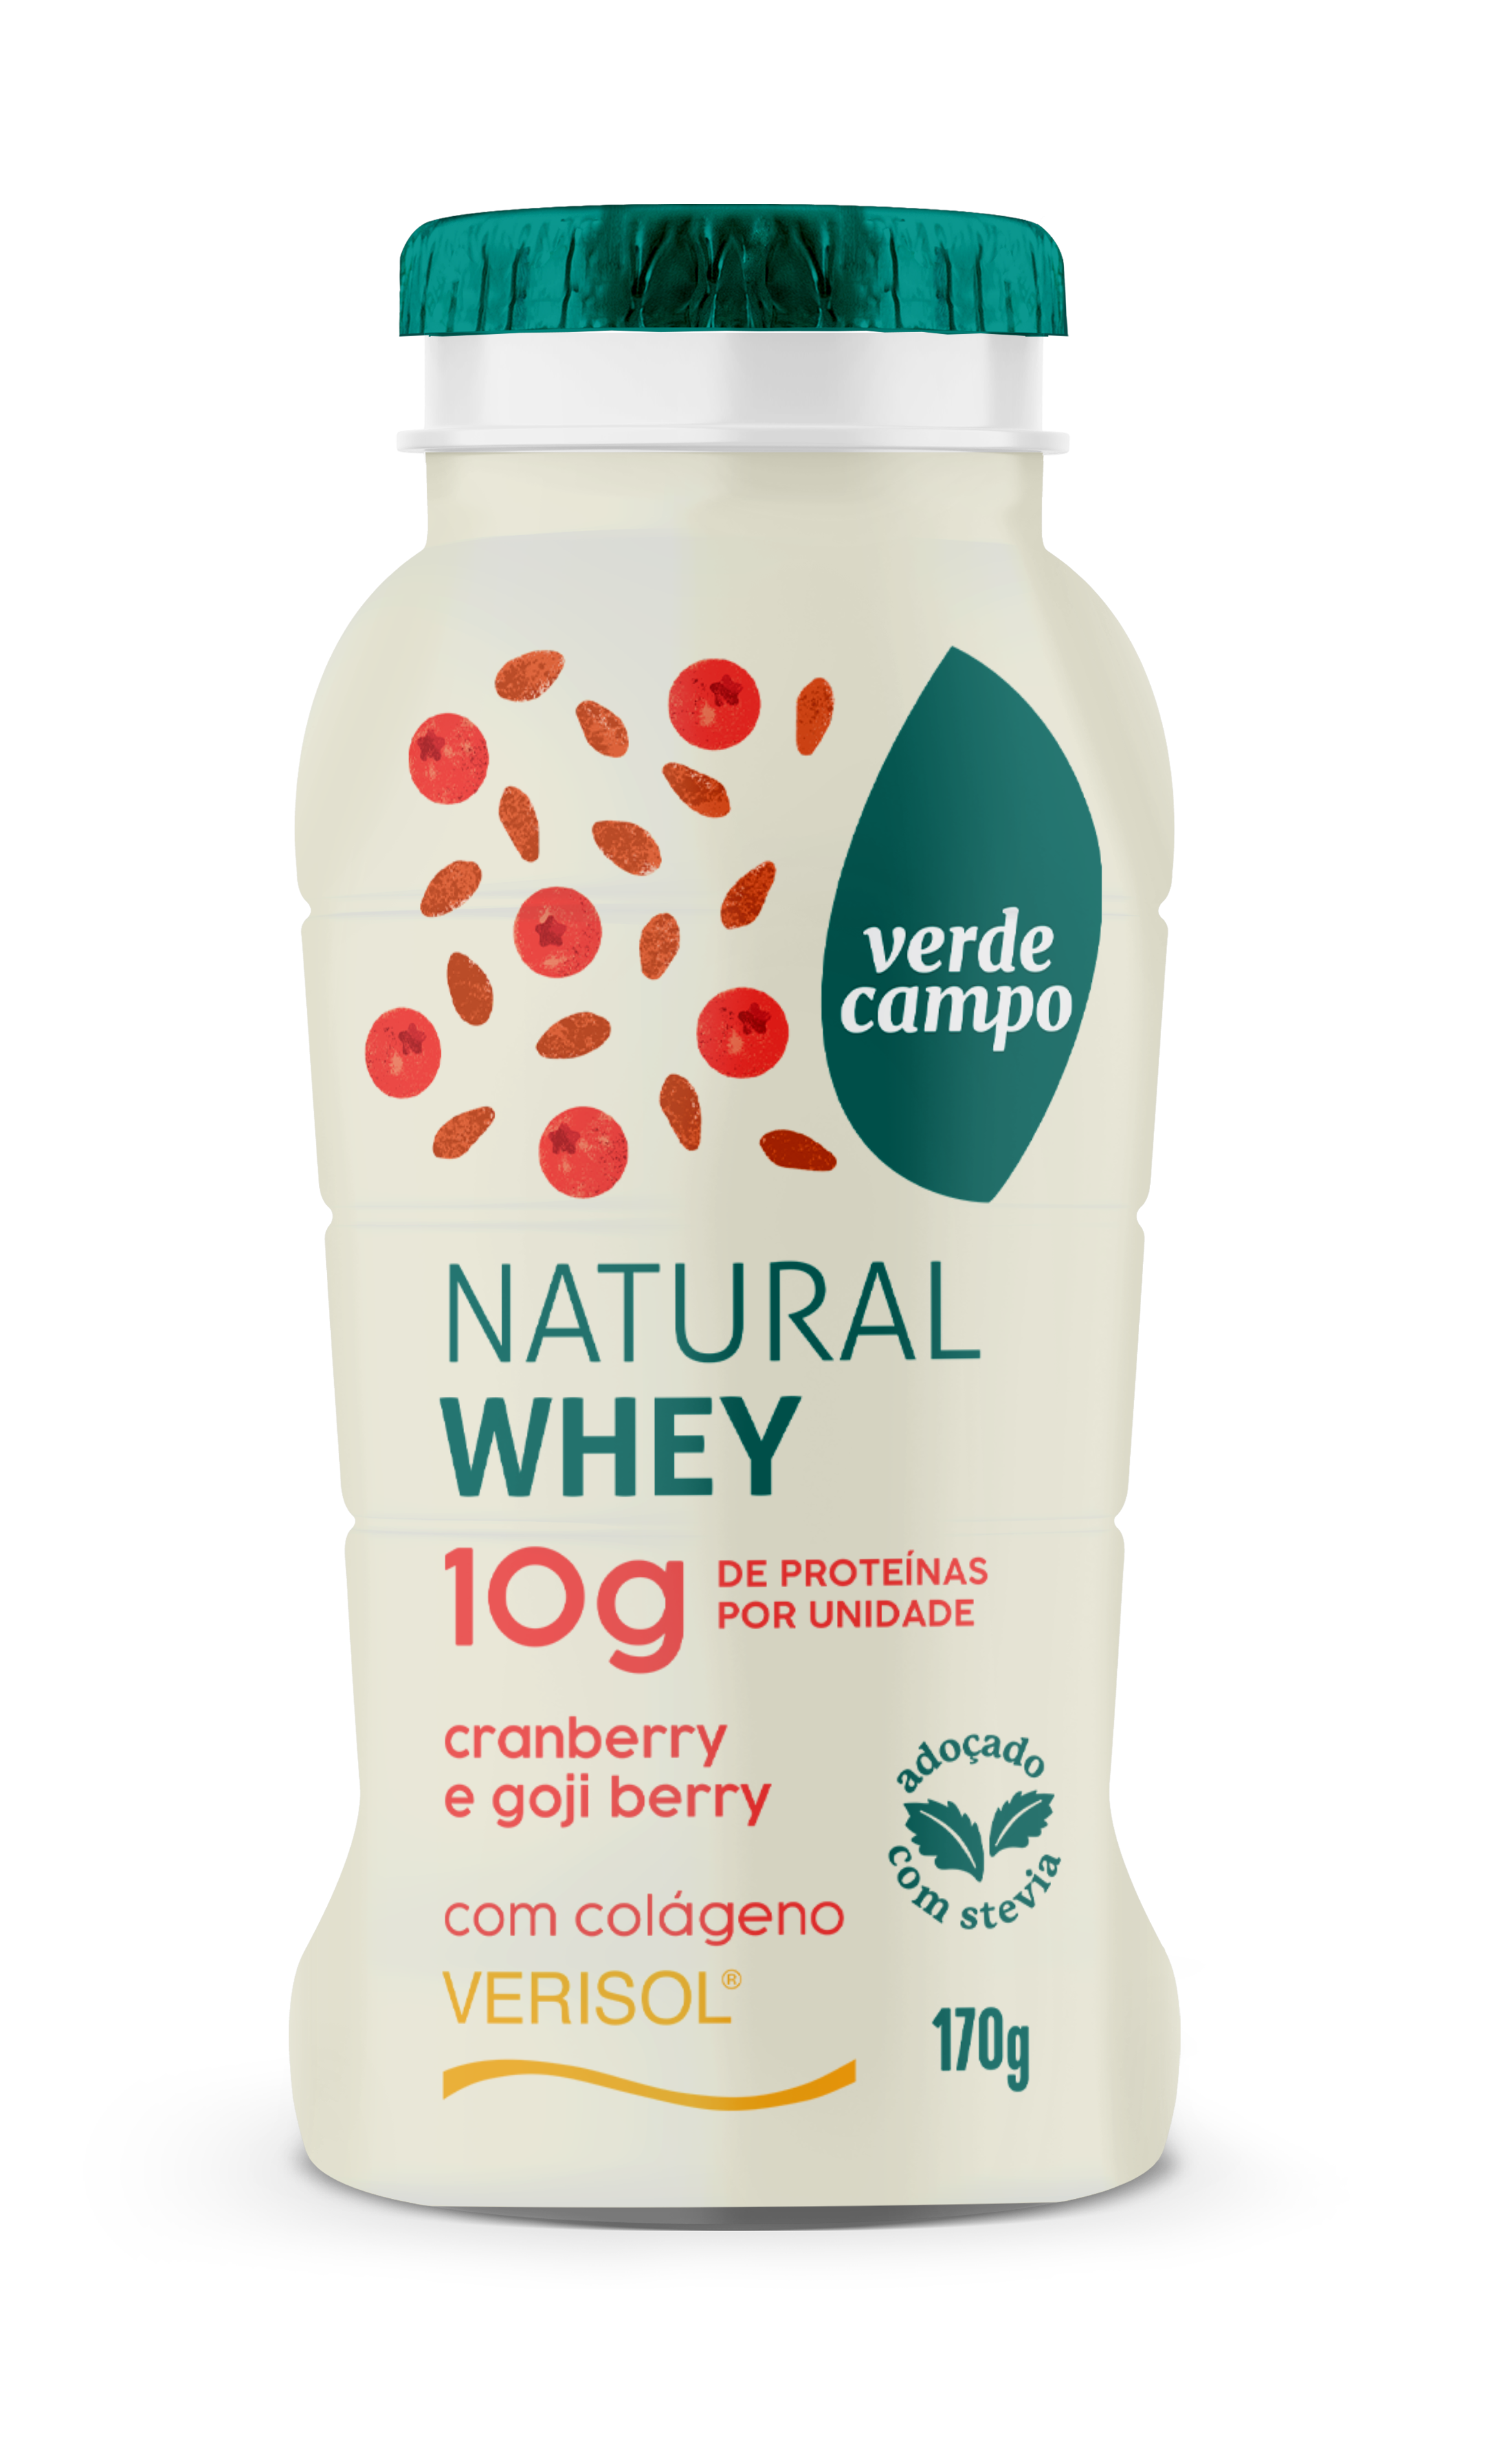 verde
campo
NATURAL
WHEY
10g
DE PROTEÍNAS
POR UNIDADE
cranberry
e goji berry
adoçado
com stevia
com colágeno
VERISOL®
170g